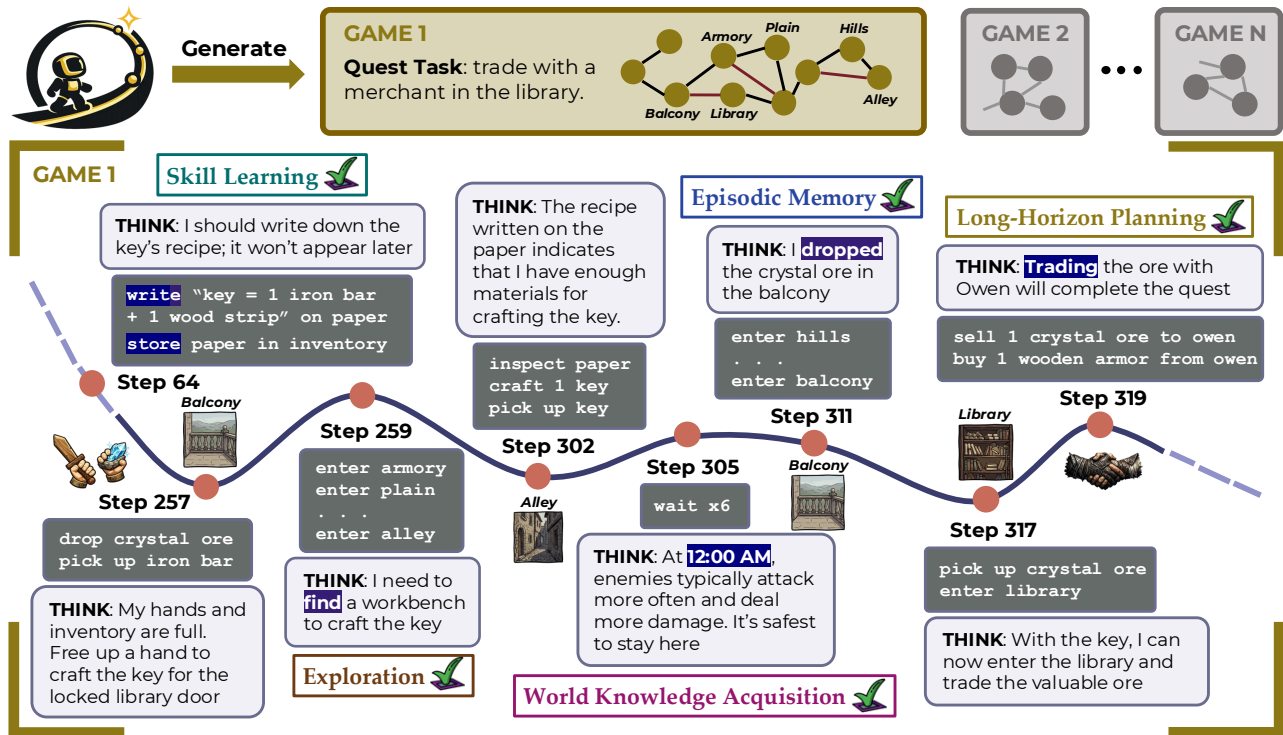 Generate
GAME 1
Quest Task: trade with a
merchant in the library.
Armory
Plain
Hills
Balcony
Library
Alley
GAME 2
GAME N
GAME 1
Skill Learning
THINK: I should write down the
key's recipe; it won't appear later
write “key = 1 iron bar
+ 1 wood strip” on paper
store paper in inventory
Step 64
Balcony
Step 257
drop crystal ore
pick up iron bar
THINK: My hands and
inventory are full.
Free up a hand to
craft the key for the
locked library door
Step 259
enter armory
enter plain
. . .
enter alley
THINK: I need to
find a workbench
to craft the key
Exploration
THINK: The recipe
written on the
paper indicates
that I have enough
materials for
crafting the key.
inspect paper
craft 1 key
pick up key
Step 302
Alley
Step 305
wait x6
THINK: At 12:00 AM,
enemies typically attack
more often and deal
more damage. It's safest
to stay here
World Knowledge Acquisition
Episodic Memory
THINK: I dropped
the crystal ore in
the balcony
enter hills
. . .
enter balcony
Step 311
Balcony
Library
Step 317
pick up crystal ore
enter library
THINK: With the key, I can
now enter the library and
trade the valuable ore
Long-Horizon Planning
THINK: Trading the ore with
Owen will complete the quest
sell 1 crystal ore to owen
buy 1 wooden armor from owen
Step 319